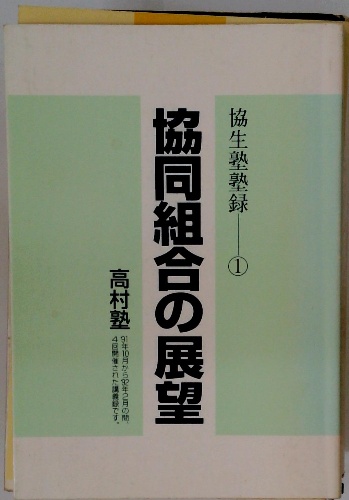 協生塾塾録――①
協同組合の展望
高村塾
91年10月から92年2月の間、
4回開催された講義録です。